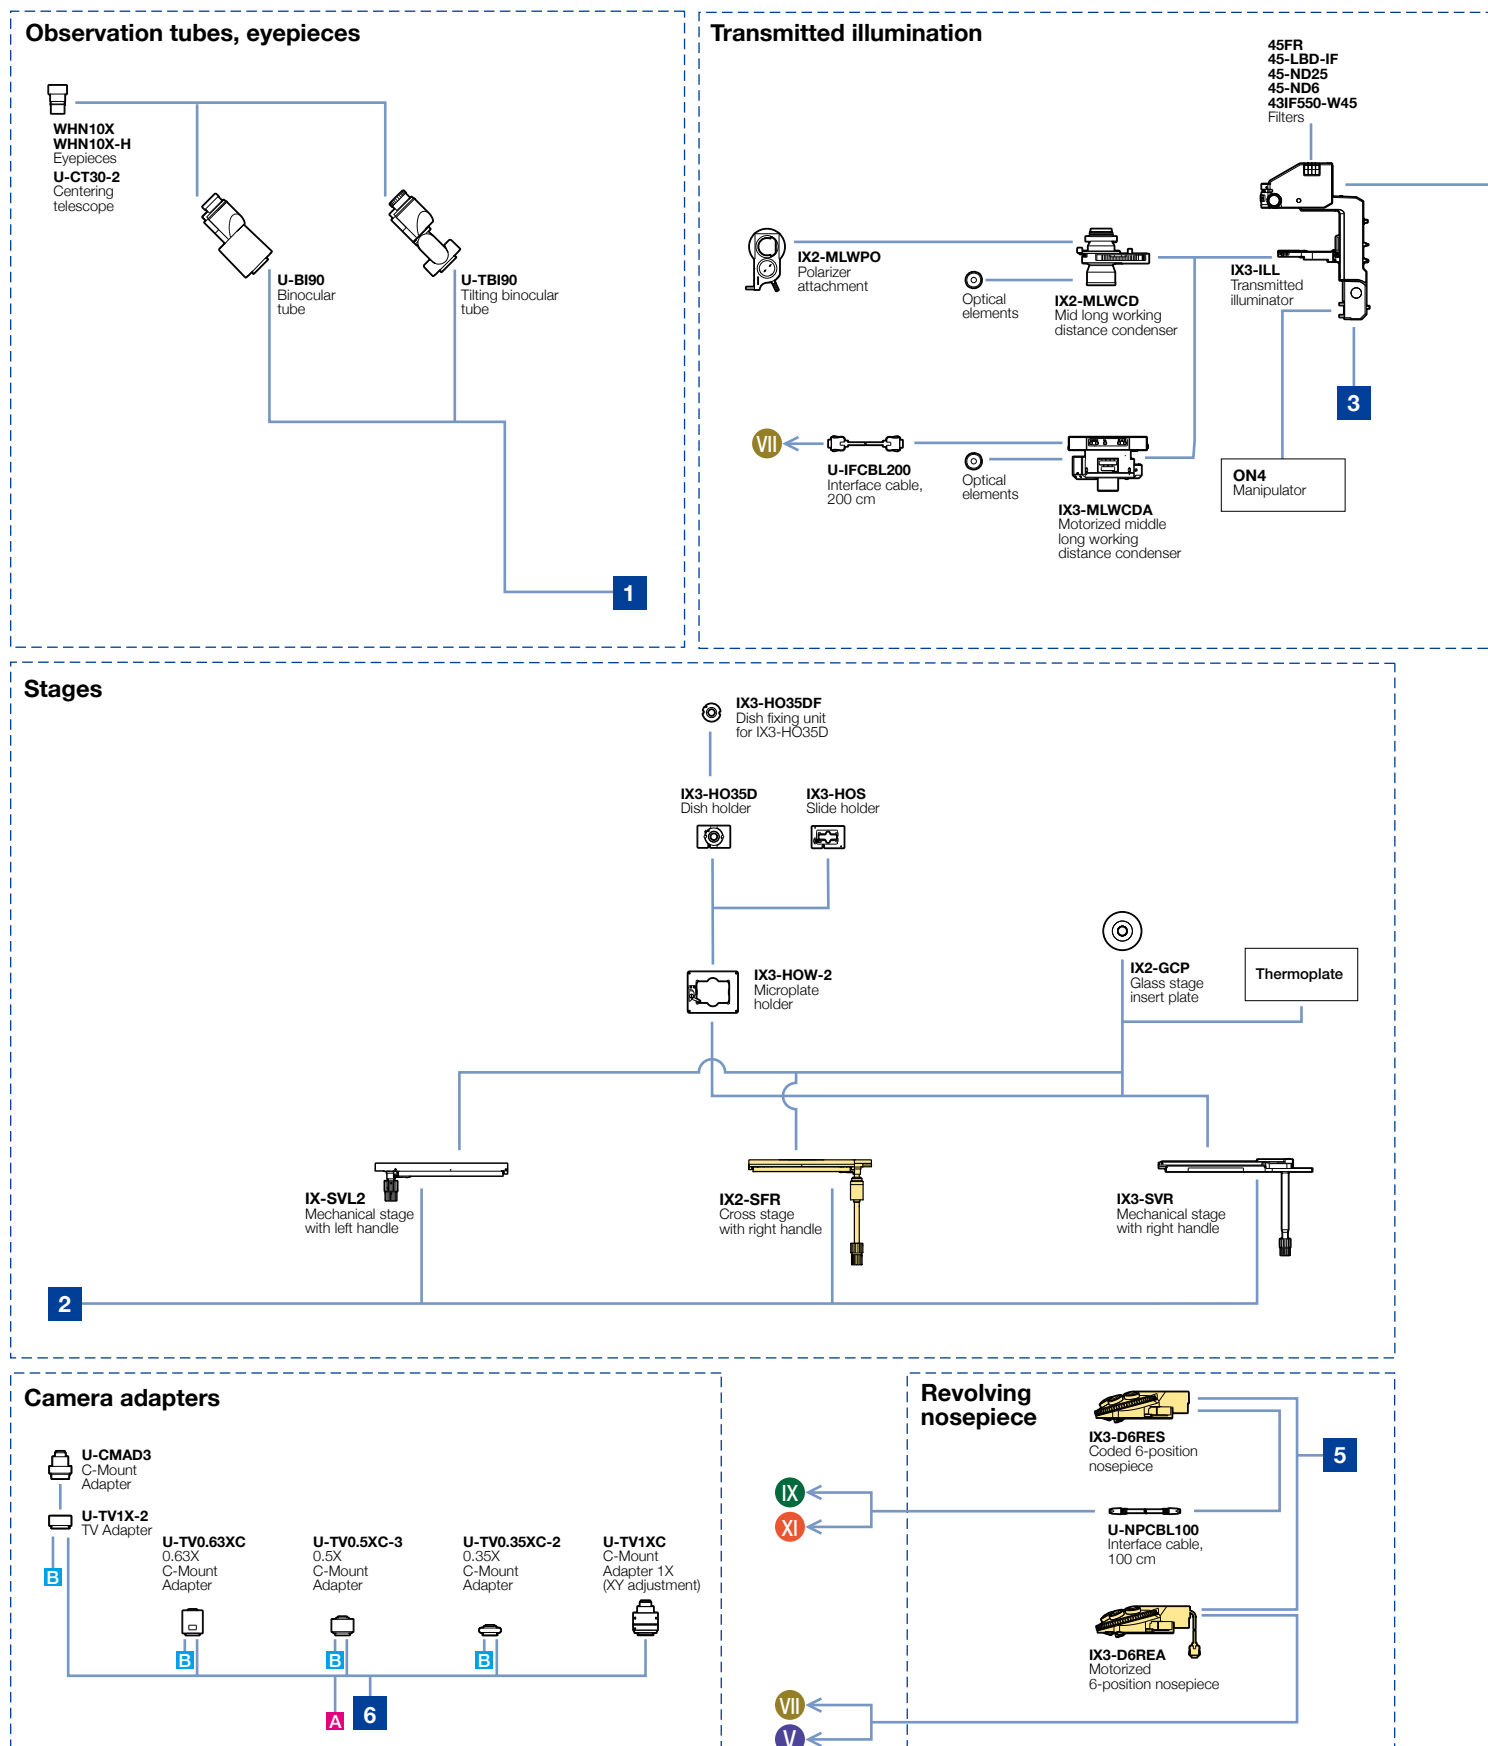 Observation tubes, eyepieces
WHN10X
WHN10X-H
Eyepieces
U-CT30-2
Centering
telescope
U-BI90
Binocular
tube
U-TBI90
Tilting binocular
tube
1
Transmitted illumination
45FR
45-LBD-IF
45-ND25
45-ND6
43IF550-W45
Filters
IX2-MLWPO
Polarizer
attachment
Optical
elements
IX2-MLWCD
Mid long working
distance condenser
IX3-ILL
Transmitted
illuminator
3
VII
U-IFCBL200
Interface cable,
200 cm
Optical
elements
IX3-MLWCDA
Motorized middle
long working
distance condenser
ON4
Manipulator
Stages
IX3-HO35DF
Dish fixing unit
for IX3-HO35D
IX3-HO35D
Dish holder
IX3-HOS
Slide holder
IX3-HOW-2
Microplate
holder
IX2-GCP
Glass stage
insert plate
Thermoplate
IX-SVL2
Mechanical stage
with left handle
IX2-SFR
Cross stage
with right handle
IX3-SVR
Mechanical stage
with right handle
2
Camera adapters
U-CMAD3
C-Mount
Adapter
U-TV1X-2
TV Adapter
B
U-TV0.63XC
0.63X
C-Mount
Adapter
B
U-TV0.5XC-3
0.5X
C-Mount
Adapter
B
U-TV0.35XC-2
0.35X
C-Mount
Adapter
B
U-TV1XC
C-Mount
Adapter 1X
(XY adjustment)
A
6
Revolving
nosepiece
IX3-D6RES
Coded 6-position
nosepiece
5
IX
XI
U-NPCBL100
Interface cable,
100 cm
IX3-D6REA
Motorized
6-position nosepiece
VII
V